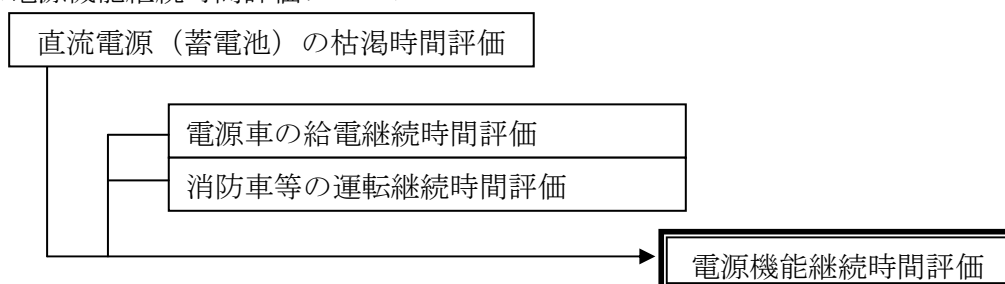 直流電源（蓄電池）の枯渇時間評価
電源車の給電継続時間評価
消防車等の運転継続時間評価
電源機能継続時間評価